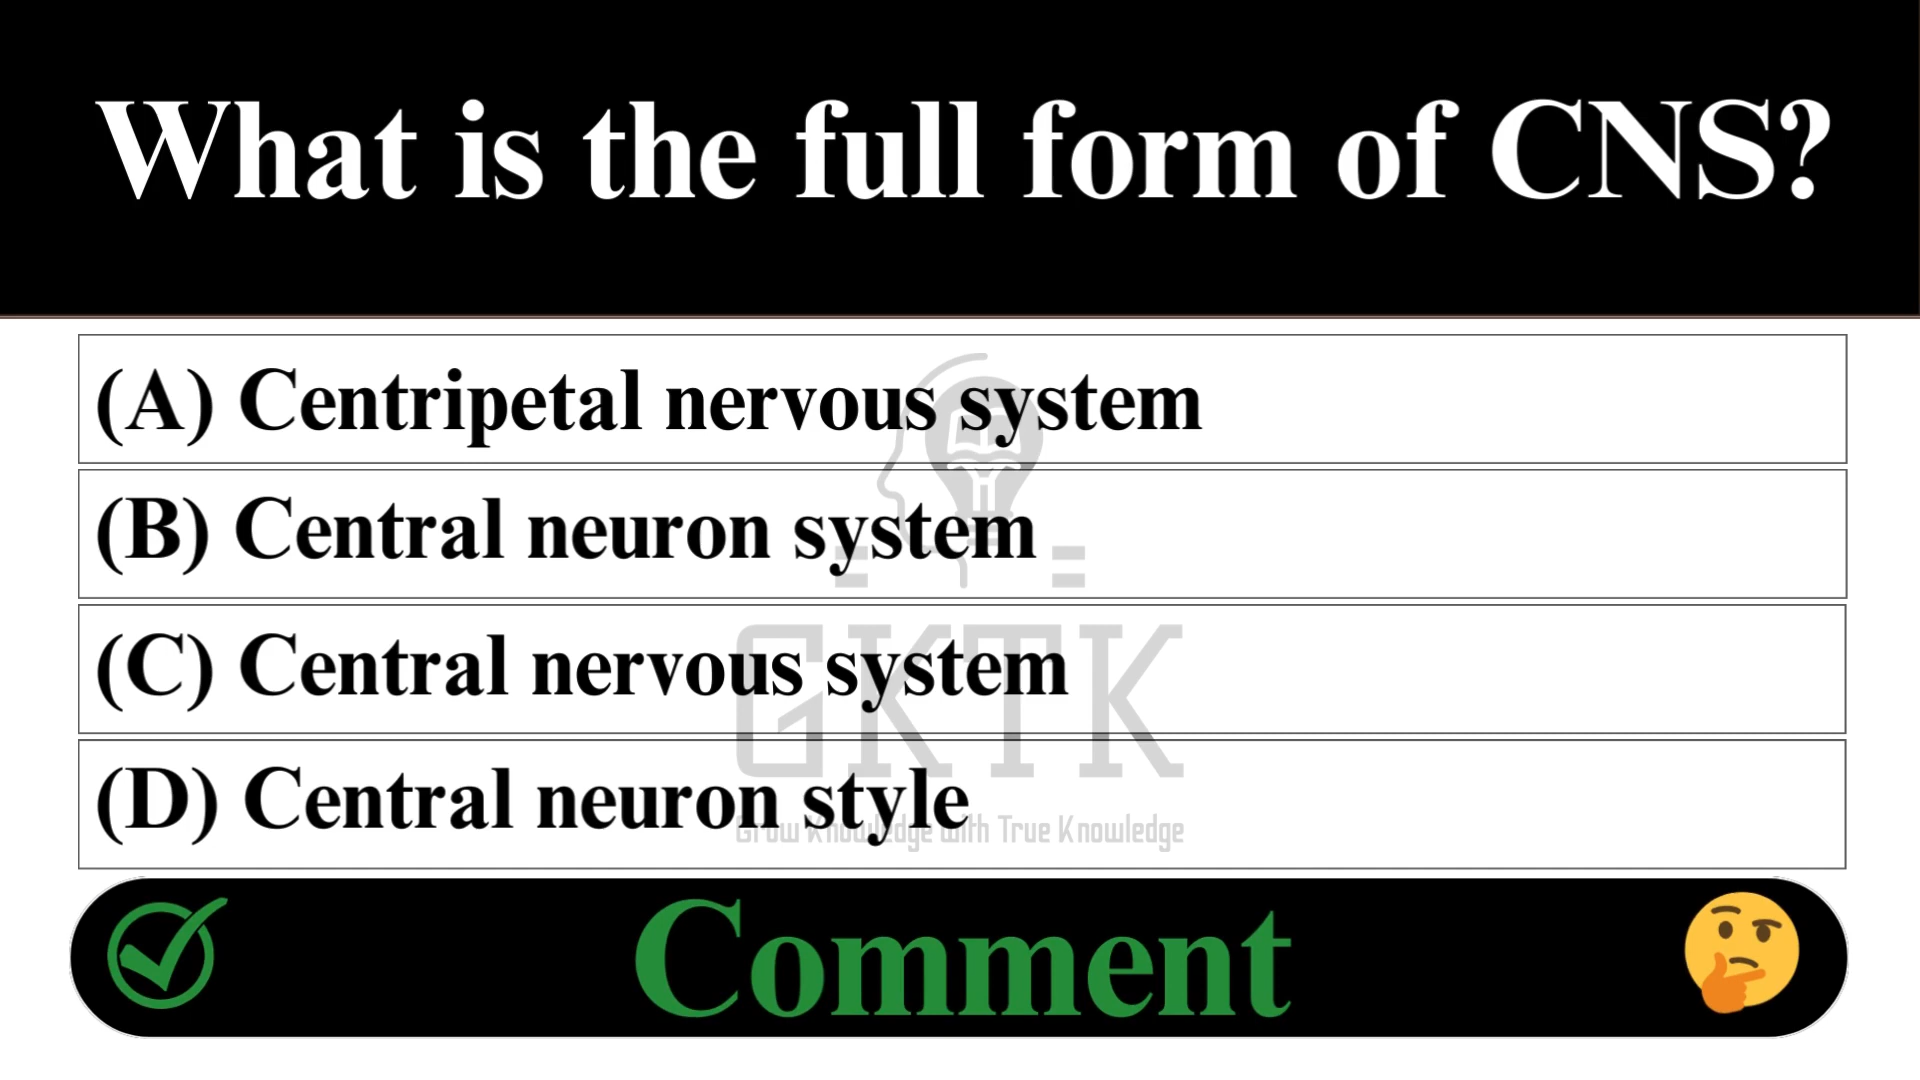 What is the full form of CNS?
(A) Centripetal nervous system
(B) Central neuron system
(C) Central nervous system
GKTK
(D) Central neuron style
Grow Knowledge with True Knowledge
Comment